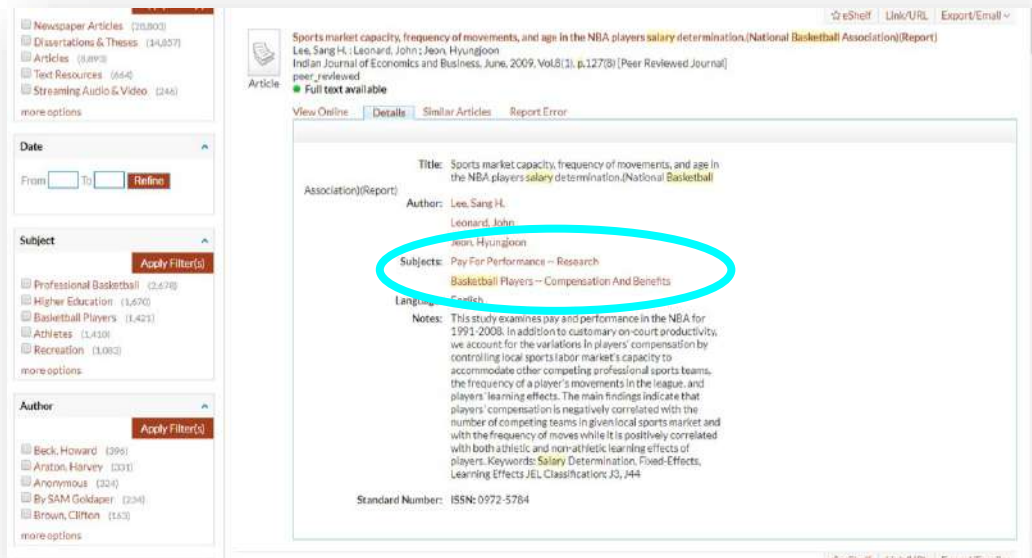 Newspaper Articles (28,803)
Dissertations & Theses (14,857)
Articles (8,893)
Text Resources (664)
Streaming Audio & Video (246)
more options
Date
From To Refine
Subject
Apply Filter(s)
Professional Basketball (2,678)
Higher Education (1,670)
Basketball Players (1,421)
Athletes (1,410)
Recreation (1,083)
more options
Author
Apply Filter(s)
Beck, Howard (396)
Araton, Harvey (331)
Anonymous (324)
By SAM Goldaper (234)
Brown, Clifton (163)
more options
eShelf Link/URL Export/Email
Article
Sports market capacity, frequency of movements, and age in the NBA players salary determination.(National Basketball Association)(Report)
Lee, Sang H. ; Leonard, John ; Jeon, Hyungjoon
Indian Journal of Economics and Business, June, 2009, Vol.8(1), p.127(8) [Peer Reviewed Journal]
peer_reviewed
Full text available
View Online Details Similar Articles Report Error
Title: Sports market capacity, frequency of movements, and age in
the NBA players salary determination.(National Basketball
Association)(Report)
Author: Lee, Sang H.
Leonard, John
Jeon, Hyungjoon
Subjects: Pay For Performance -- Research
Basketball Players -- Compensation And Benefits
Language: English
Notes: This study examines pay and performance in the NBA for
1991-2008. In addition to customary on-court productivity,
we account for the variations in players' compensation by
controlling local sports labor market's capacity to
accommodate other competing professional sports teams,
the frequency of a player's movements in the league, and
players' learning effects. The main findings indicate that
players' compensation is negatively correlated with the
number of competing teams in given local sports market and
with the frequency of moves while it is positively correlated
with both athletic and non-athletic learning effects of
players. Keywords: Salary Determination, Fixed-Effects,
Learning Effects JEL Classification: J3, J44
Standard Number: ISSN: 0972-5784